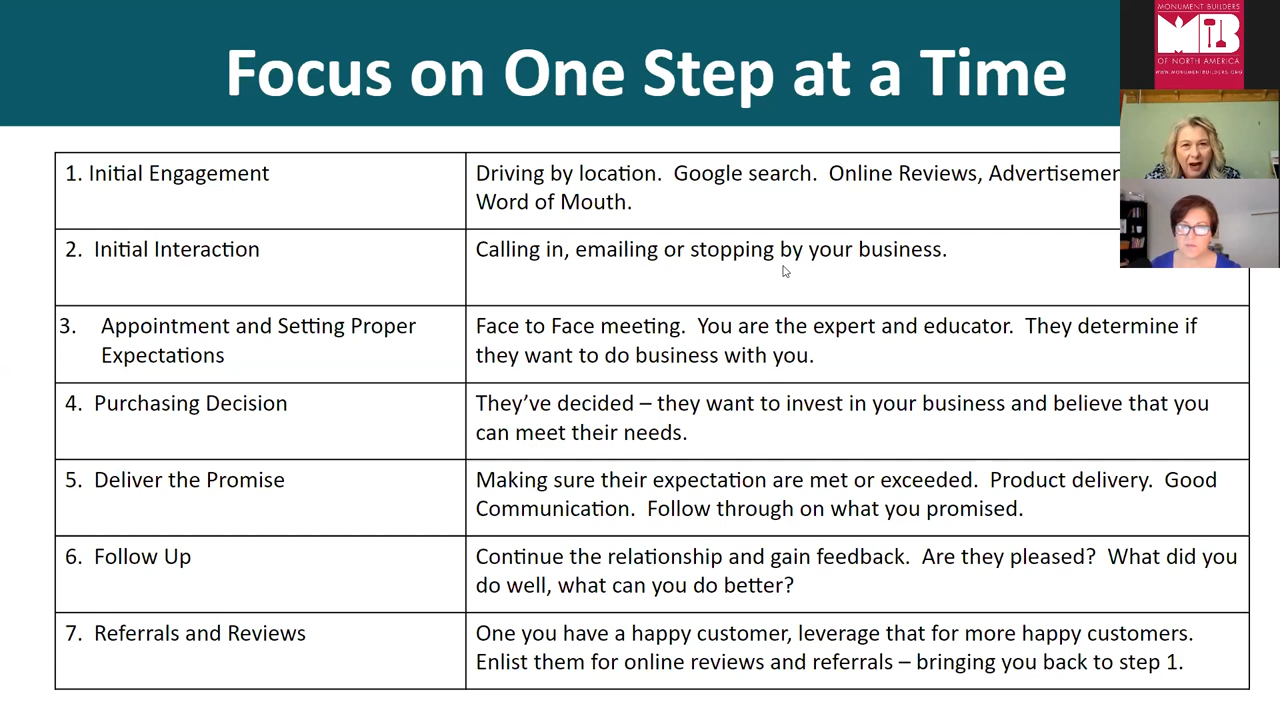 Focus on One Step at a Time
MONUMENT BUILDERS
MB
OF NORTH AMERICA
WWW.MONUMENTBUILDERS.ORG
1. Initial Engagement
Driving by location. Google search. Online Reviews,
Word of Mouth.
2. Initial Interaction
Calling in, emailing or stopping by your business.
3. Appointment and Setting Proper
Expectations
Face to Face meeting. You are the expert and educator. They determine if
they want to do business with you.
4. Purchasing Decision
They've decided – they want to invest in your business and believe that you
can meet their needs.
5. Deliver the Promise
Making sure their expectation are met or exceeded. Product delivery. Good
Communication. Follow through on what you promised.
6. Follow Up
Continue the relationship and gain feedback. Are they pleased? What did you
do well, what can you do better?
7. Referrals and Reviews
One you have a happy customer, leverage that for more happy customers.
Enlist them for online reviews and referrals – bringing you back to step 1.